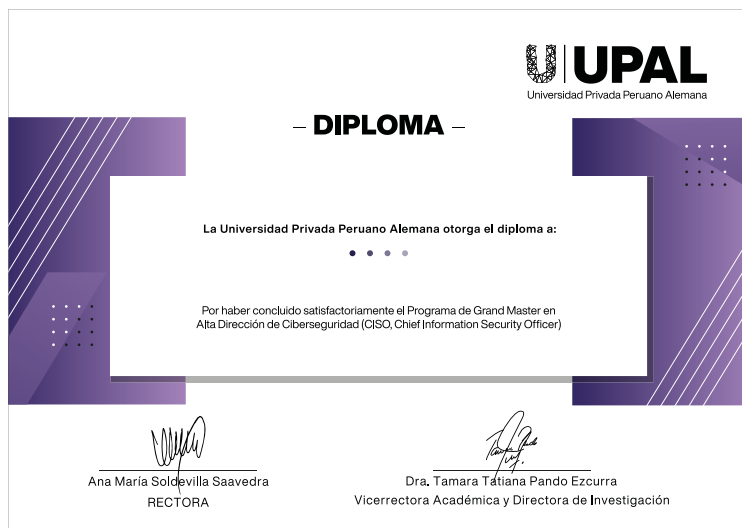 UPAL
Universidad Privada Peruano Alemana
– DIPLOMA –
La Universidad Privada Peruano Alemana otorga el diploma a:
Por haber concluido satisfactoriamente el Programa de Grand Master en
Alta Dirección de Ciberseguridad (CISO, Chief Information Security Officer)
Ana María Soldevilla Saavedra
RECTORA
Dra. Tamara Tatiana Pando Ezcurra
Vicerrectora Académica y Directora de Investigación